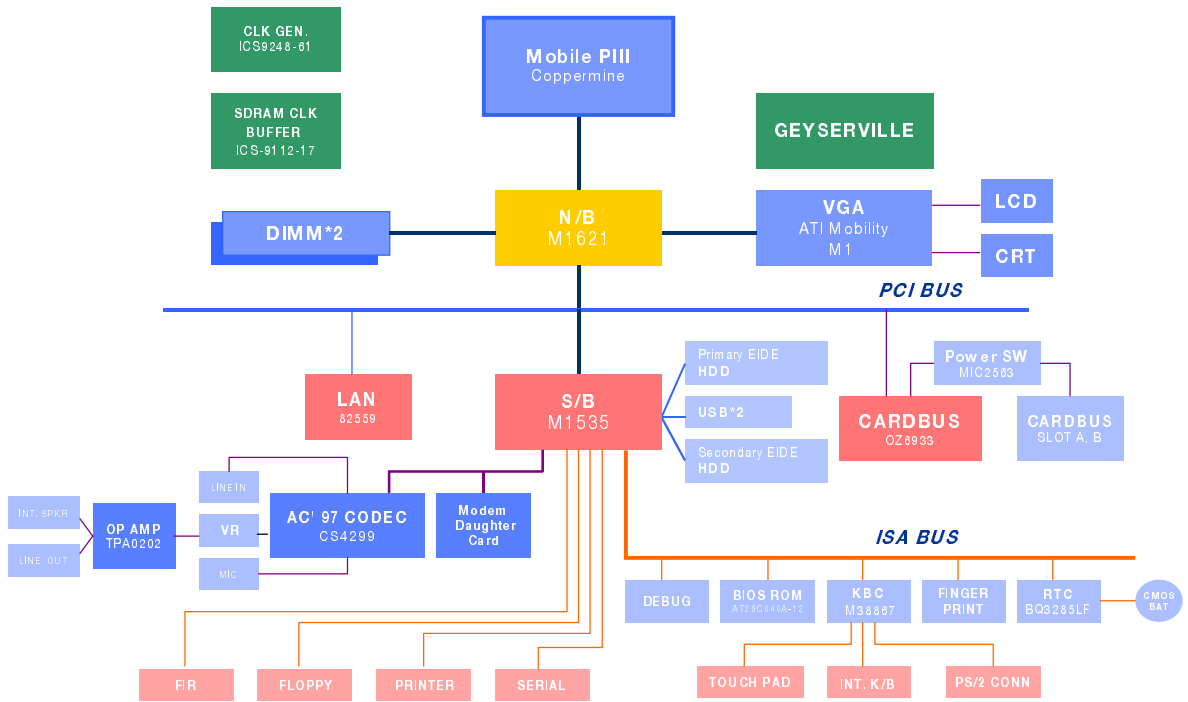 CLK GEN.
ICS9248-61
Mobile PIII
Coppermine
SDRAM CLK
BUFFER
ICS-9112-17
GEYSERVILLE
DIMM*2
N/B
M1621
VGA
ATI Mobility
M1
LCD
CRT
PCI BUS
LAN
82559
S/B
M1535
Primary EIDE
HDD
USB*2
Secondary EIDE
HDD
Power SW
MIC2563
CARDBUS
OZ6933
CARDBUS
SLOT A, B
LINE IN
INT. SPKR
LINE OUT
OP AMP
TPA0202
VR
MIC
AC' 97 CODEC
CS4299
Modem
Daughter
Card
ISA BUS
DEBUG
BIOS ROM
AT29C040A-12
KBC
M38867
FINGER
PRINT
RTC
BQ3285LF
CMOS
BAT
FIR
FLOPPY
PRINTER
SERIAL
TOUCH PAD
INT. K/B
PS/2 CONN